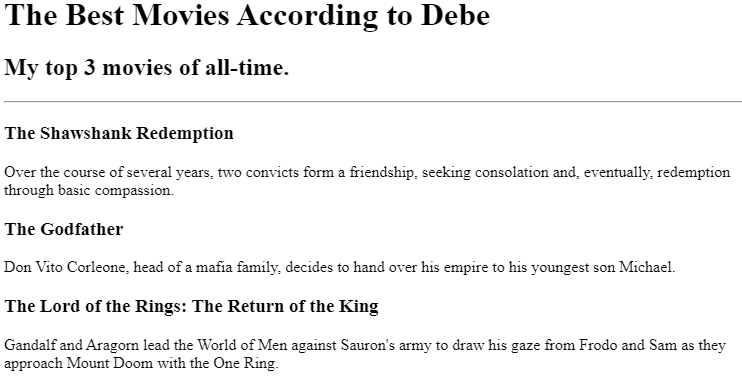 The Best Movies According to Debe
My top 3 movies of all-time.
The Shawshank Redemption
Over the course of several years, two convicts form a friendship, seeking consolation and, eventually, redemption
through basic compassion.
The Godfather
Don Vito Corleone, head of a mafia family, decides to hand over his empire to his youngest son Michael.
The Lord of the Rings: The Return of the King
Gandalf and Aragorn lead the World of Men against Sauron's army to draw his gaze from Frodo and Sam as they
approach Mount Doom with the One Ring.